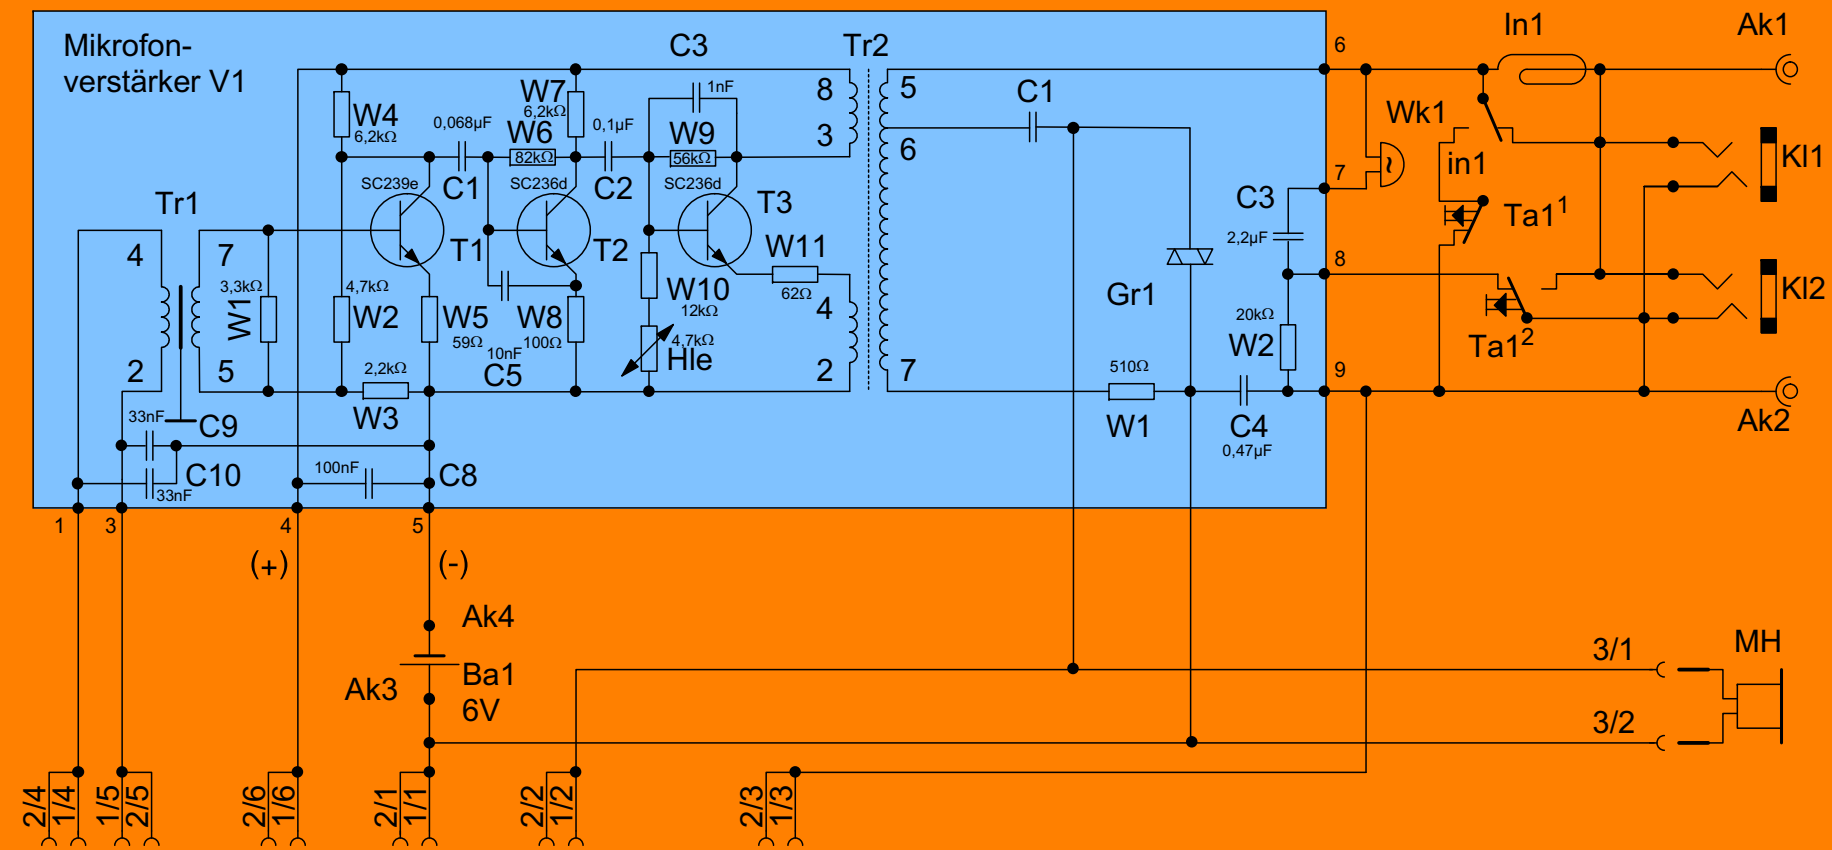 Mikrofon-
verstärker V1
C3
Tr2
6
In1
Ak1
1nF
8
5
C1
W7
6,2kΩ
W4
6,2kΩ
0,068µF
W6
82kΩ
0,1µF
W9
56kΩ
3
6
Wk1
~
in1
Kl1
SC239e
C1
SC236d
C2
SC236d
7
C3
2,2µF
Ta1¹
Tr1
T3
4
7
T1
T2
W11
62Ω
8
3,3kΩ
W1
4,7kΩ
W2
W5
59Ω
W8
100Ω
W10
12kΩ
4
Gr1
Kl2
20kΩ
W2
Ta1²
10nF
C5
4,7kΩ
Hle
2
5
2,2kΩ
W3
2
7
510Ω
W1
9
33nF
C9
C4
0,47µF
Ak2
C10
33nF
100nF
C8
1
3
4
5
(+)
(-)
Ak4
Ba1
6V
Ak3
3/1
MH
3/2
2/4
1/4
1/5
2/5
2/6
1/6
2/1
1/1
2/2
1/2
2/3
1/3